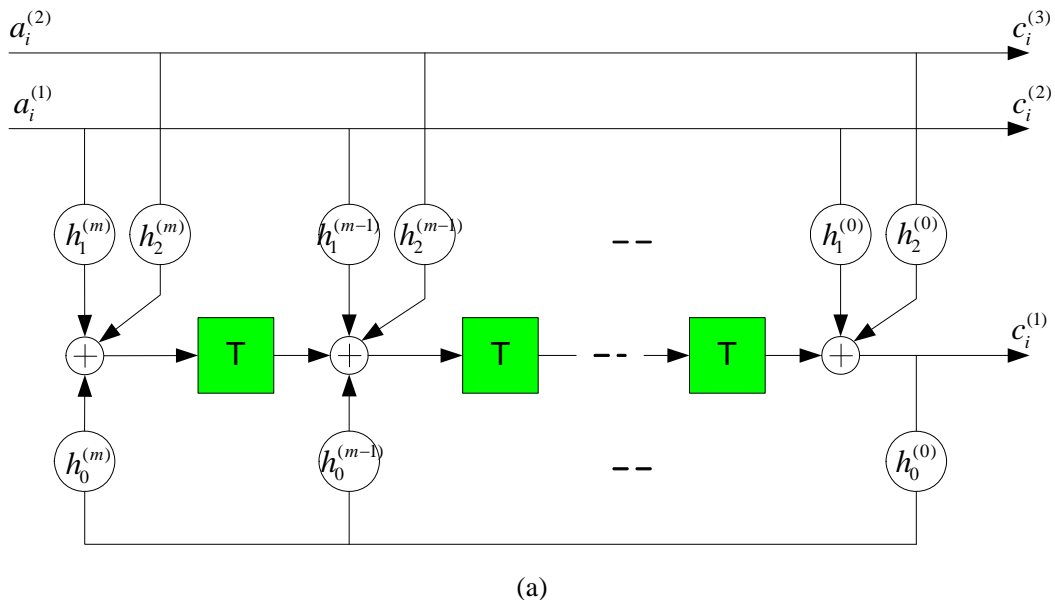 a_i^{(2)} c_i^{(3)}
a_i^{(1)} c_i^{(2)}
h_1^{(m)} h_2^{(m)} h_1^{(m-1)} h_2^{(m-1)} -- h_1^{(0)} h_2^{(0)}
c_i^{(1)}
+ T + T -- T +
h_0^{(m)} h_0^{(m-1)} -- h_0^{(0)}
(a)